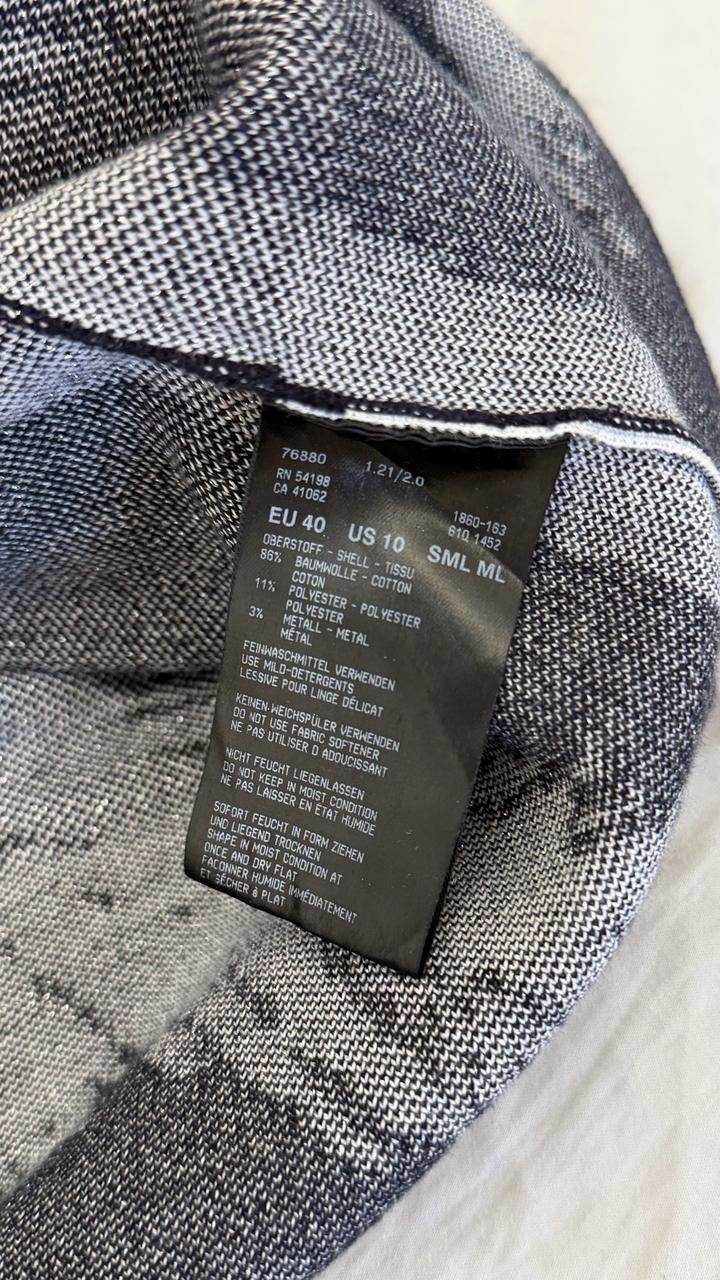 76880 1.21/2.0
RN 54198
CA 41062
1860-163
610 1452
EU 40 US 10 SML ML
OBERSTOFF - SHELL - TISSU
86% BAUMWOLLE - COTTON
COTON
11% POLYESTER - POLYESTER
POLYESTER
3% METALL - METAL
MÉTAL
FEINWASCHMITTEL VERWENDEN
USE MILD-DETERGENTS
LESSIVE POUR LINGE DÉLICAT
KEINEN-WEICHSPÜLER VERWENDEN
DO NOT USE FABRIC SOFTENER
NE PAS UTILISER D ADOUCISSANT
NICHT FEUCHT LIEGENLASSEN
DO NOT KEEP IN MOIST CONDITION
NE PAS LAISSER EN ÉTAT HUMIDE
SOFORT FEUCHT IN FORM ZIEHEN
UND LIEGEND TROCKNEN
SHAPE IN MOIST CONDITION AT
ONCE AND DRY FLAT
FAÇONNER HUMIDE IMMÉDIATEMENT
ET SÉCHER à PLAT